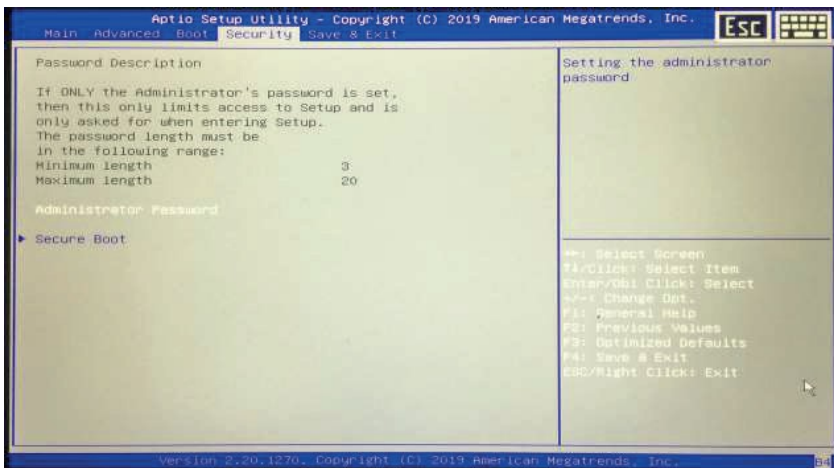 Aptio Setup Utility - Copyright (C) 2019 American Megatrends, Inc.
Main Advanced Boot Security Save & Exit
Esc
Password Description
If ONLY the Administrator's password is set,
then this only limits access to Setup and is
only asked for when entering Setup.
The password length must be
in the following range:
Minimum length 3
Maximum length 20
Administrator Password
Secure Boot
Setting the administrator
password
: Select Screen
↑↓/Click: Select Item
Enter/Dbl Click: Select
+/-: Change Opt.
F1: General Help
F2: Previous Values
F3: Optimized Defaults
F4: Save & Exit
ESC/Right Click: Exit
Version 2.20.1270. Copyright (C) 2019 American Megatrends, Inc.
B4